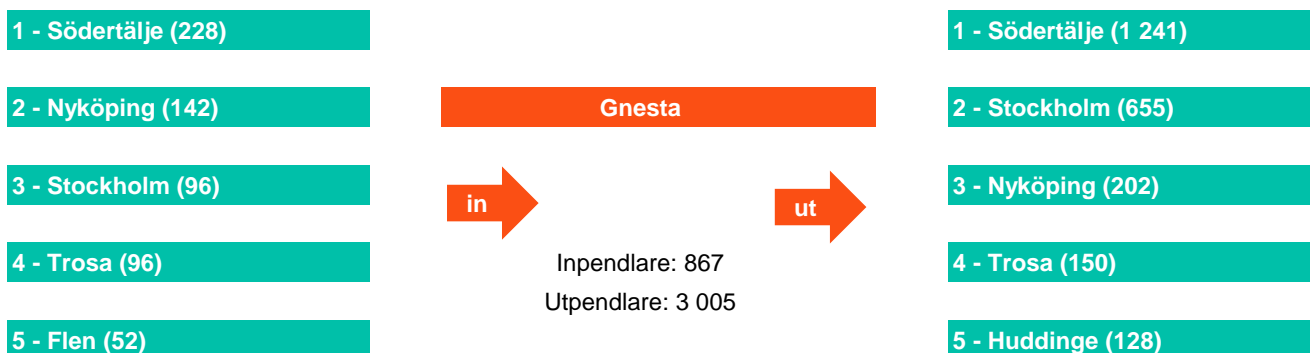 1 - Södertälje (228)
2 - Nyköping (142)
3 - Stockholm (96)
4 - Trosa (96)
5 - Flen (52)
Gnesta
in
ut
Inpendlare: 867
Utpendlare: 3 005
1 - Södertälje (1 241)
2 - Stockholm (655)
3 - Nyköping (202)
4 - Trosa (150)
5 - Huddinge (128)